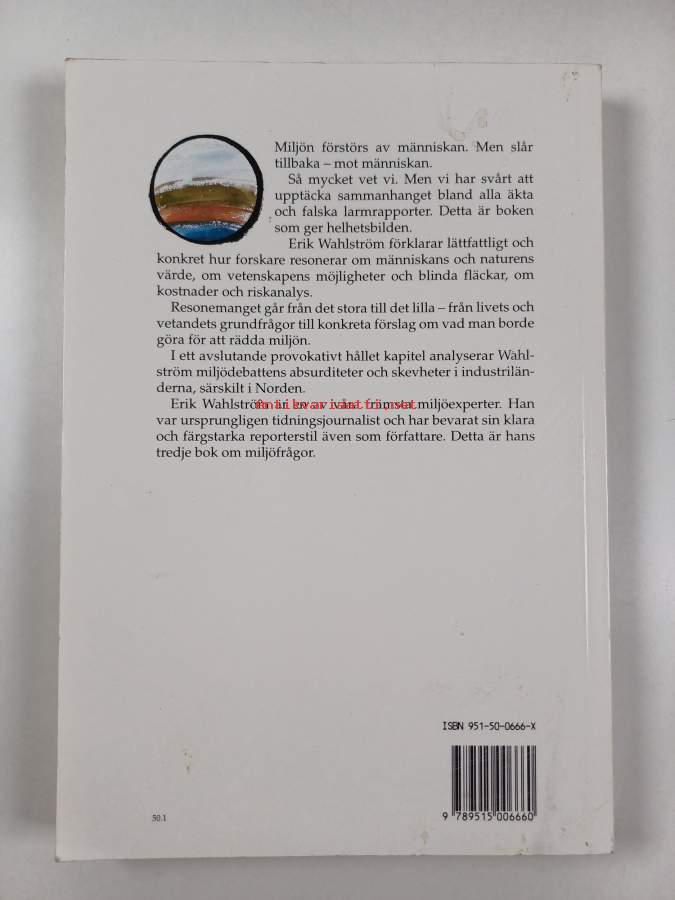 Miljön förstörs av människan. Men slår
tillbaka – mot människan.
Så mycket vet vi. Men vi har svårt att
upptäcka sammanhanget bland alla äkta
och falska larmrapporter. Detta är boken
som ger helhetsbilden.
Erik Wahlström förklarar lättfattligt och
konkret hur forskare resonerar om människans och naturens
värde, om vetenskapens möjligheter och blinda fläckar, om
kostnader och riskanalys.
Resonemanget går från det stora till det lilla – från livets och
vetandets grundfrågor till konkreta förslag om vad man borde
göra för att rädda miljön.
I ett avslutande provokativt hållet kapitel analyserar Wahl-
ström miljödebattens absurditeter och skevheter i industrilän-
derna, särskilt i Norden.
Erik Wahlström är en av våra främsta miljöexperter. Han
var ursprungligen tidningsjournalist och har bevarat sin klara
och färgstarka reporterstil även som författare. Detta är hans
tredje bok om miljöfrågor.
ISBN 951-50-0666-X
9 789515 006660
50.1